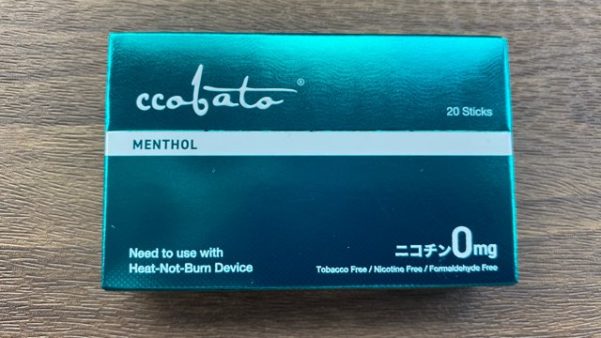 ccobato®
20 Sticks
MENTHOL
Need to use with
Heat-Not-Burn Device
ニコチン0mg
Tobacco Free / Nicotine Free / Formaldehyde Free